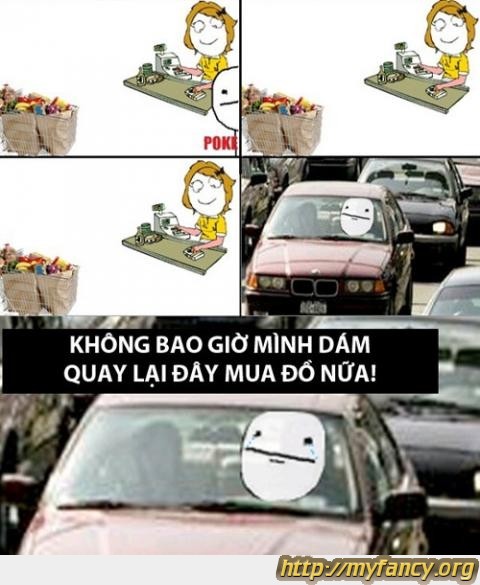 POKE
KHÔNG BAO GIỜ MÌNH DÁM
QUAY LẠI ĐÂY MUA ĐỒ NỮA!
http://myfancy.org